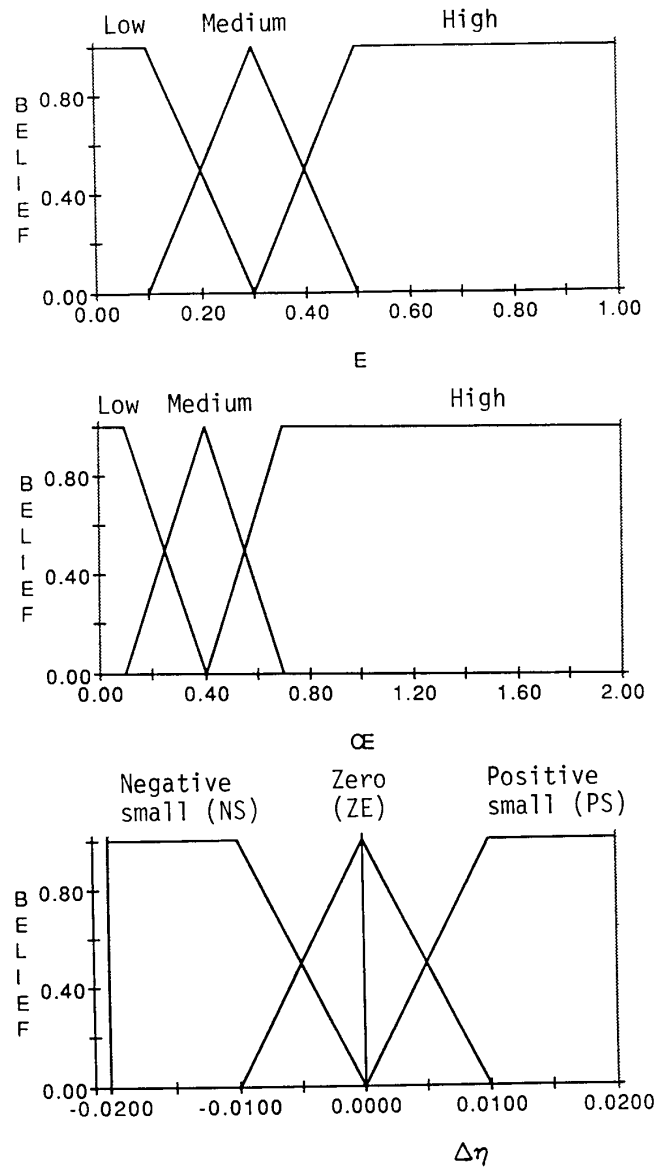 Low Medium High
BELIEF
0.80
0.40
0.00
0.00 0.20 0.40 0.60 0.80 1.00
E
Low Medium High
BELIEF
0.80
0.40
0.00
0.00 0.40 0.80 1.20 1.60 2.00
Œ
Negative small (NS)
Zero (ZE)
Positive small (PS)
BELIEF
0.80
0.40
0.00
-0.0200 -0.0100 0.0000 0.0100 0.0200
Δη